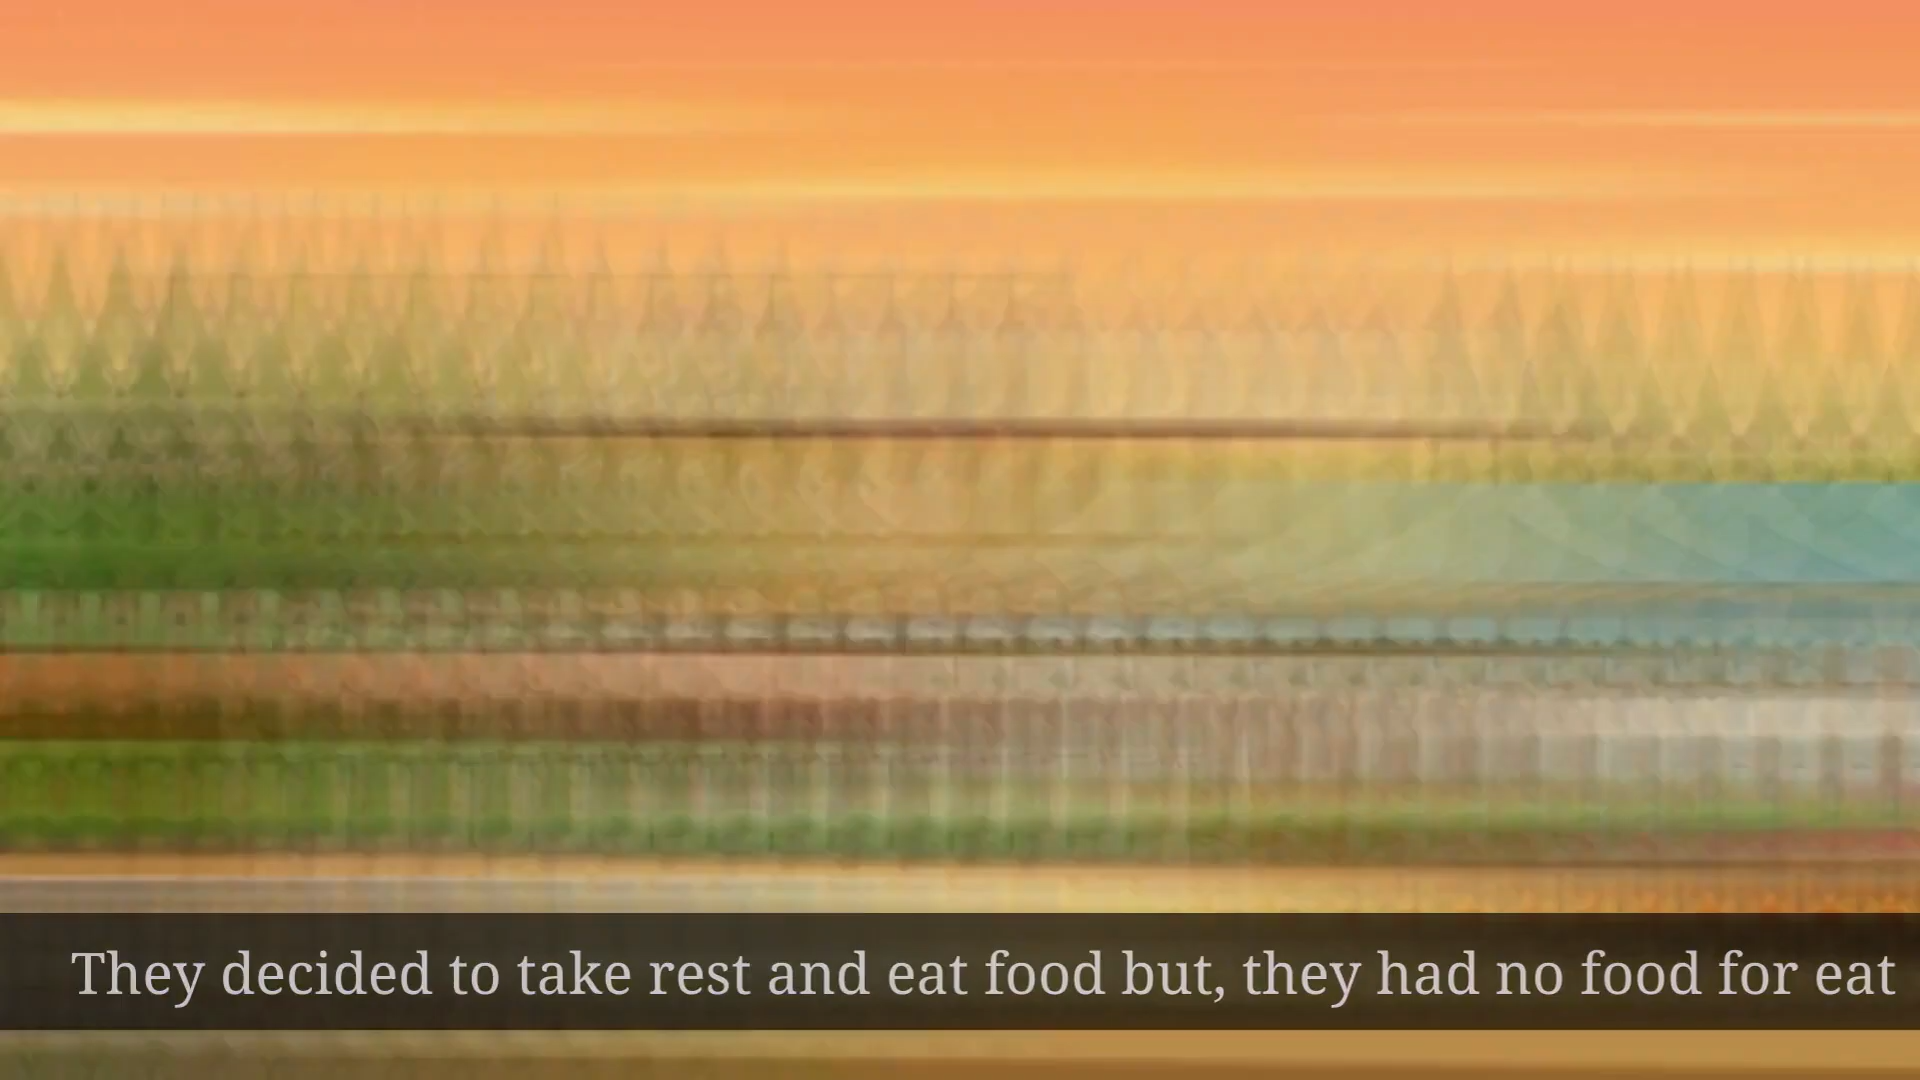 They decided to take rest and eat food but, they had no food for eat